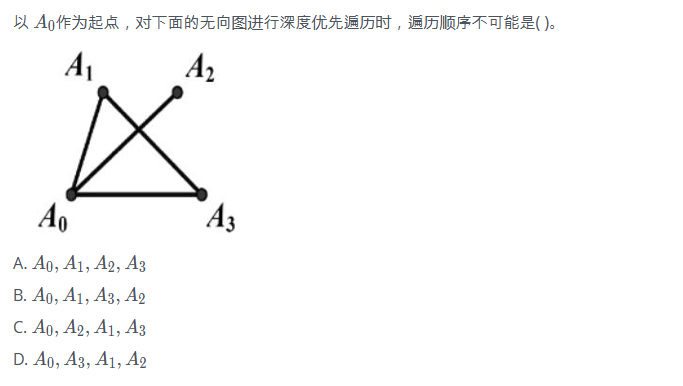 以 A₀作为起点，对下面的无向图进行深度优先遍历时，遍历顺序不可能是( )。
A₁ A₂
A₀ A₃
A. A₀, A₁, A₂, A₃
B. A₀, A₁, A₃, A₂
C. A₀, A₂, A₁, A₃
D. A₀, A₃, A₁, A₂